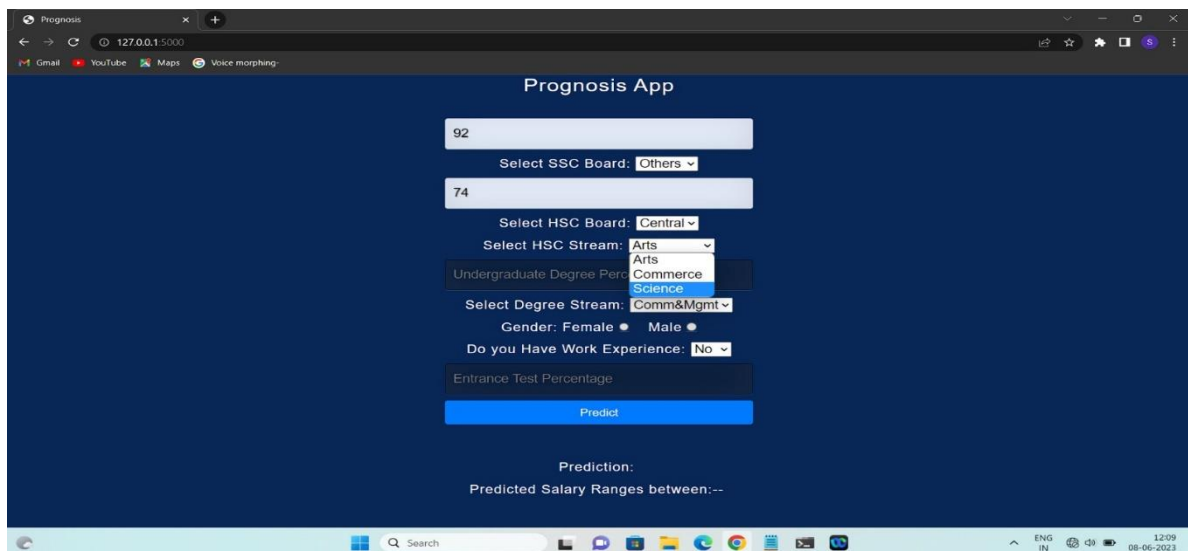 Prognosis
127.0.0.1:5000
Gmail YouTube Maps Voice morphing-
Prognosis App
92
Select SSC Board: Others
74
Select HSC Board: Central
Select HSC Stream: Arts
Arts
Undergraduate Degree Perc
Commerce
Science
Select Degree Stream: Comm&Mgmt
Gender: Female Male
Do you Have Work Experience: No
Entrance Test Percentage
Predict
Prediction:
Predicted Salary Ranges between:--
Search
ENG
IN
12:09
08-06-2023
S